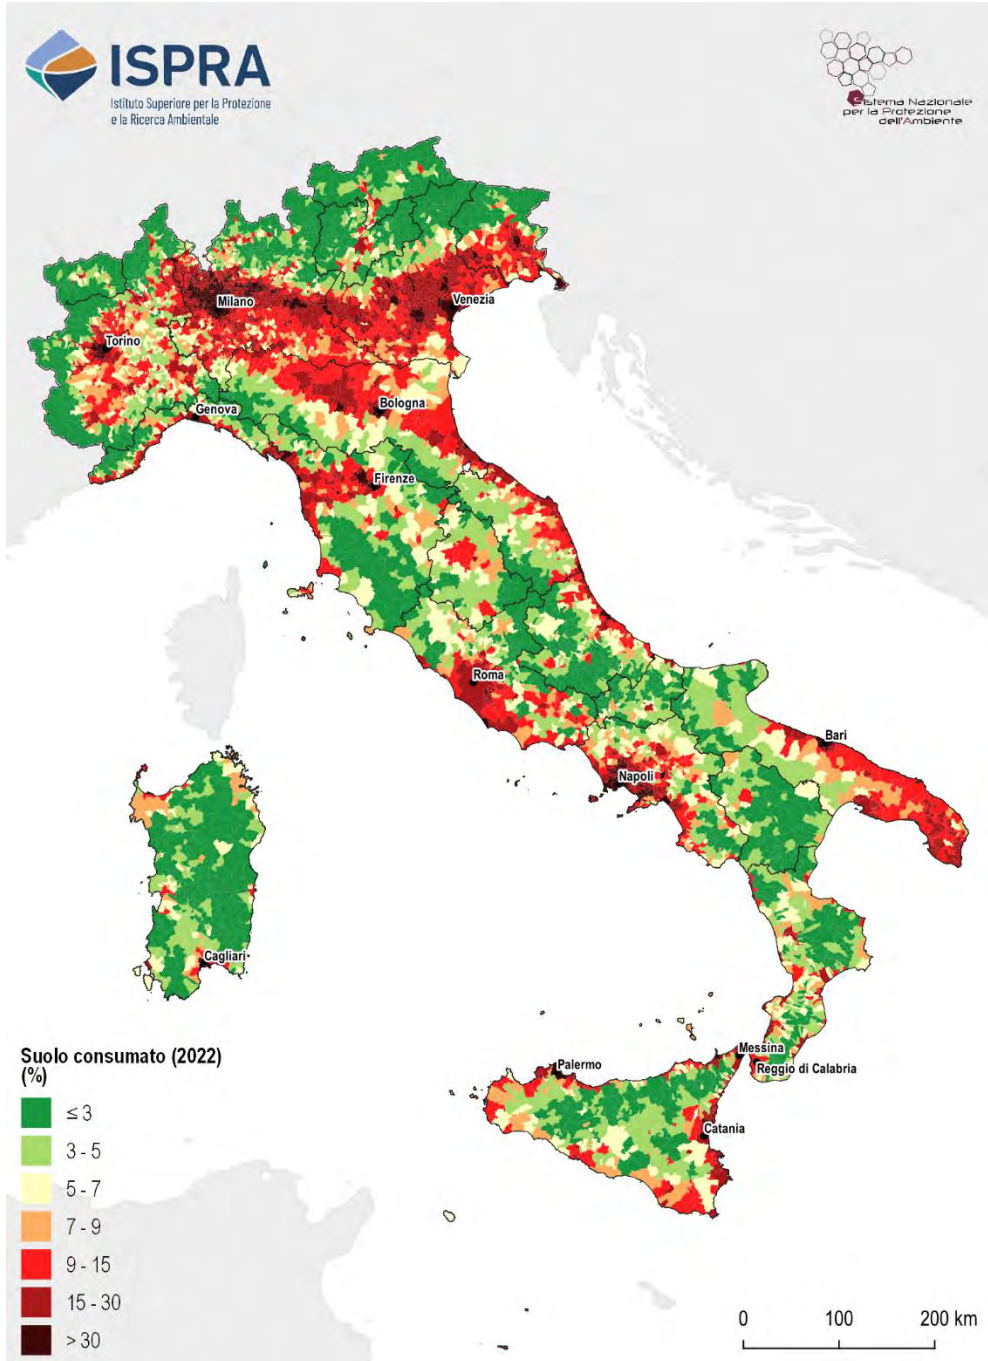 ISPRA
Istituto Superiore per la Protezione
e la Ricerca Ambientale
Sistema Nazionale
per la Protezione
dell'Ambiente
Milano
Venezia
Torino
Genova
Bologna
Firenze
Roma
Bari
Napoli
Cagliari
Messina
Palermo
Reggio di Calabria
Catania
Suolo consumato (2022)
(%)
≤ 3
3 - 5
5 - 7
7 - 9
9 - 15
15 - 30
> 30
0 100 200 km